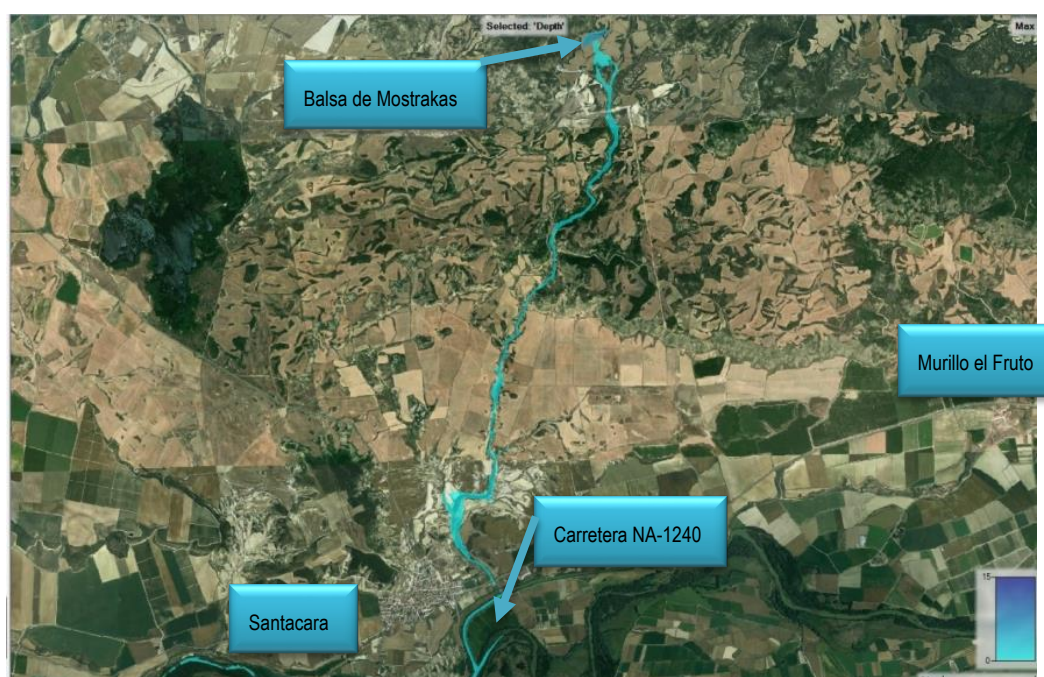 Selected: 'Depth'
Max
Balsa de Mostrakas
Murillo el Fruto
Carretera NA-1240
Santacara
15
0